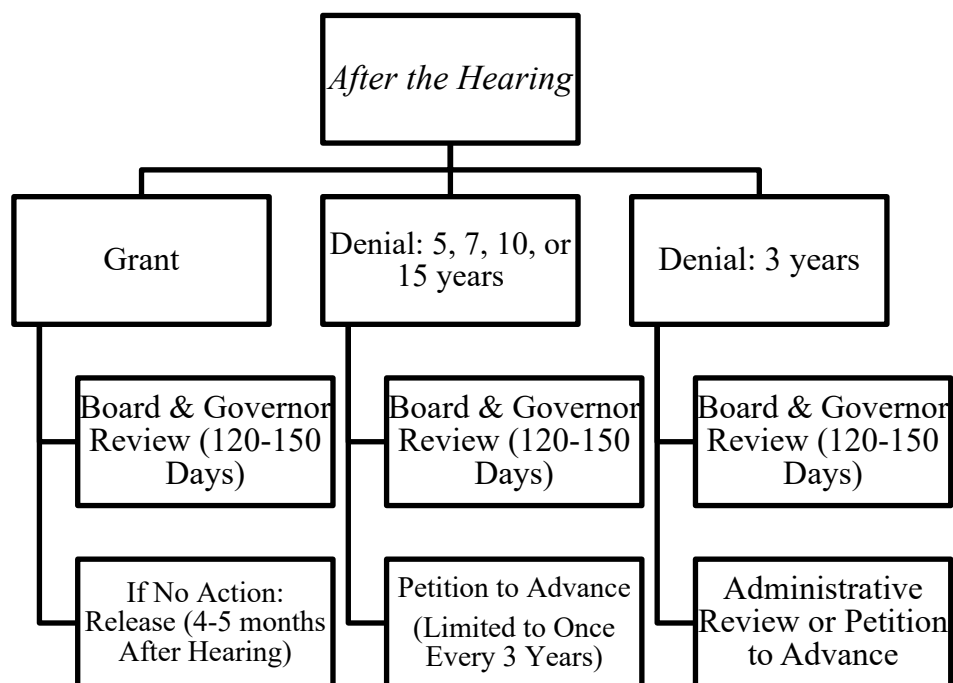 After the Hearing
Grant
Denial: 5, 7, 10, or
15 years
Denial: 3 years
Board & Governor
Review (120-150
Days)
Board & Governor
Review (120-150
Days)
Board & Governor
Review (120-150
Days)
If No Action:
Release (4-5 months
After Hearing)
Petition to Advance
(Limited to Once
Every 3 Years)
Administrative
Review or Petition
to Advance